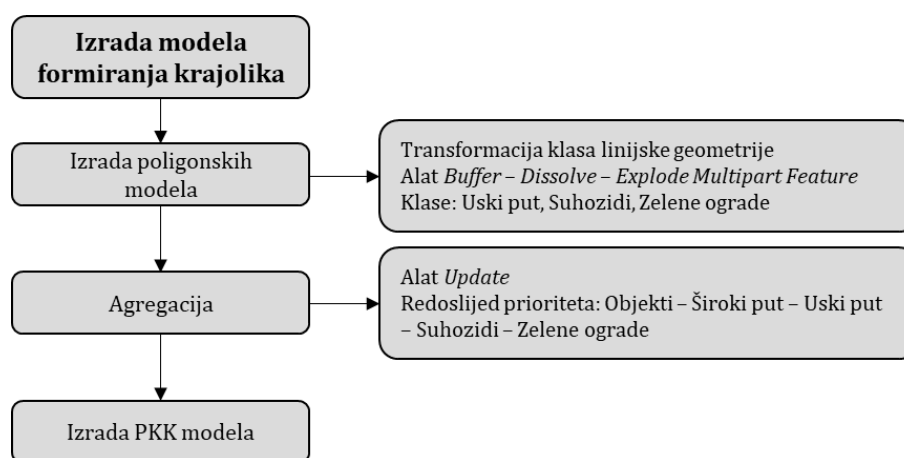 Izrada modela
formiranja krajolika
Izrada poligonskih
modela
Transformacija klasa linijske geometrije
Alat Buffer – Dissolve – Explode Multipart Feature
Klase: Uski put, Suhozidi, Zelene ograde
Agregacija
Alat Update
Redoslijed prioriteta: Objekti – Široki put – Uski put
– Suhozidi – Zelene ograde
Izrada PKK modela